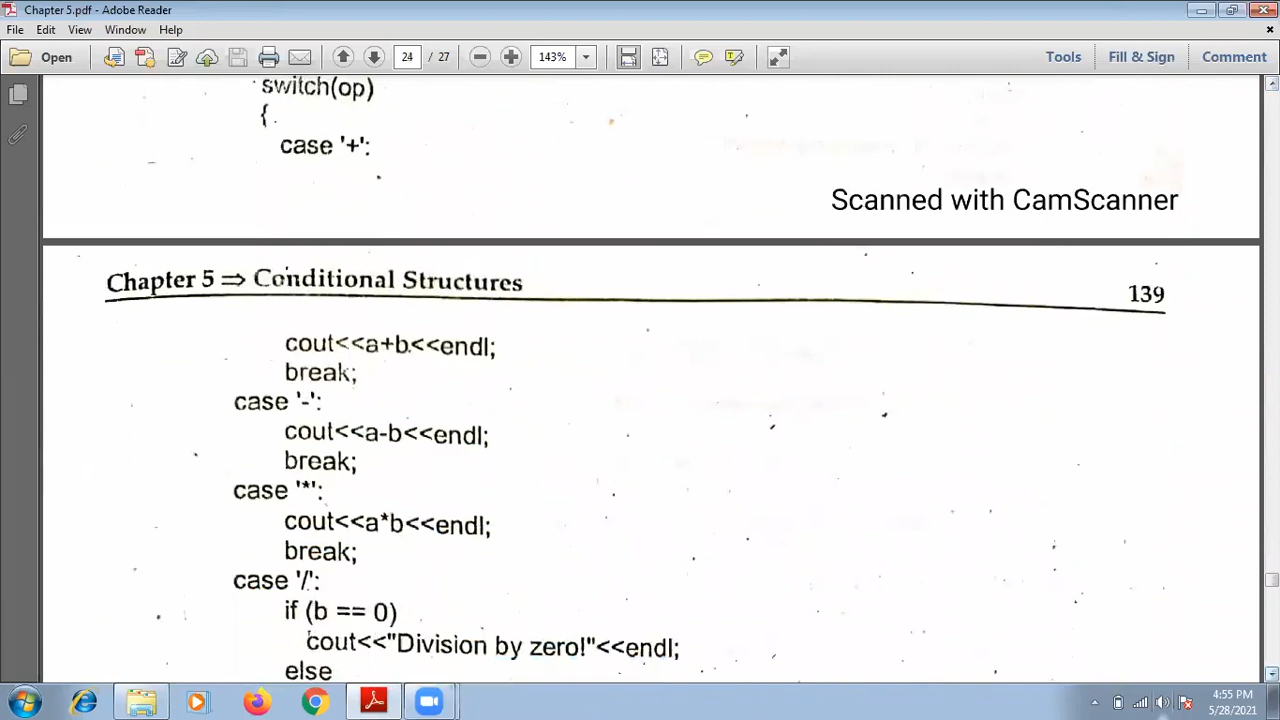 Chapter 5.pdf - Adobe Reader
File Edit View Window Help
Open 24 / 27 143% Tools Fill & Sign Comment
switch(op)
{
case '+':
Scanned with CamScanner
Chapter 5 ⇒ Conditional Structures 139
cout<<a+b<<endl;
break;
case '-':
cout<<a-b<<endl;
break;
case '*':
cout<<a*b<<endl;
break;
case '/':
if (b == 0)
cout<<"Division by zero!"<<endl;
else
4:55 PM
5/28/2021